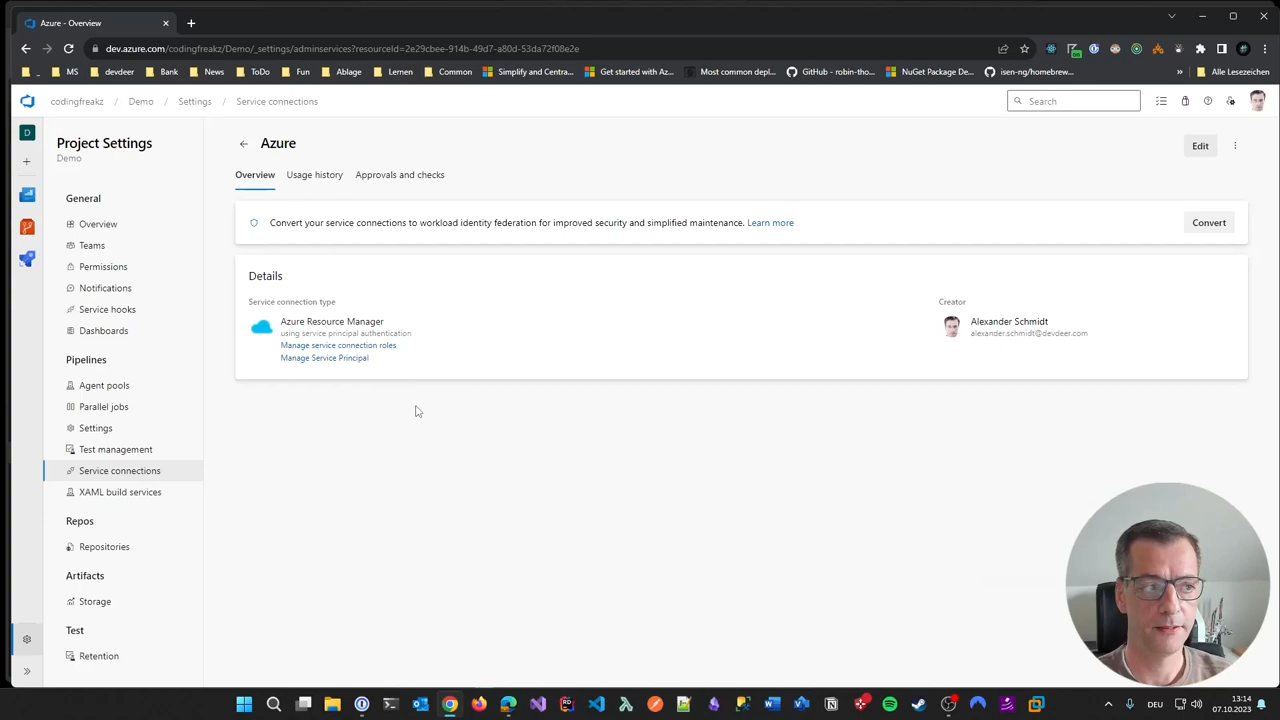 Azure - Overview
dev.azure.com/codingfreakz/Demo/_settings/adminservices?resourceId=2e29cbee-914b-49d7-a80d-53da72f08e2e
MS
devdeer
Bank
News
ToDo
Fun
Ablage
Lernen
Common
Simplify and Centra...
Get started with Az...
Most common depl...
GitHub - robin-tho...
NuGet Package De...
isen-ng/homebrew...
»
Alle Lesezeichen
codingfreakz / Demo / Settings / Service connections
Search
D
Project Settings
Demo
General
Overview
Teams
Permissions
Notifications
Service hooks
Dashboards
Pipelines
Agent pools
Parallel jobs
Settings
Test management
Service connections
XAML build services
Repos
Repositories
Artifacts
Storage
Test
Retention
Azure
Edit
Overview
Usage history
Approvals and checks
Convert your service connections to workload identity federation for improved security and simplified maintenance. Learn more
Convert
Details
Service connection type
Azure Resource Manager
using service principal authentication
Manage service connection roles
Manage Service Principal
Creator
Alexander Schmidt
alexander.schmidt@devdeer.com
DEU
13:14
07.10.2023